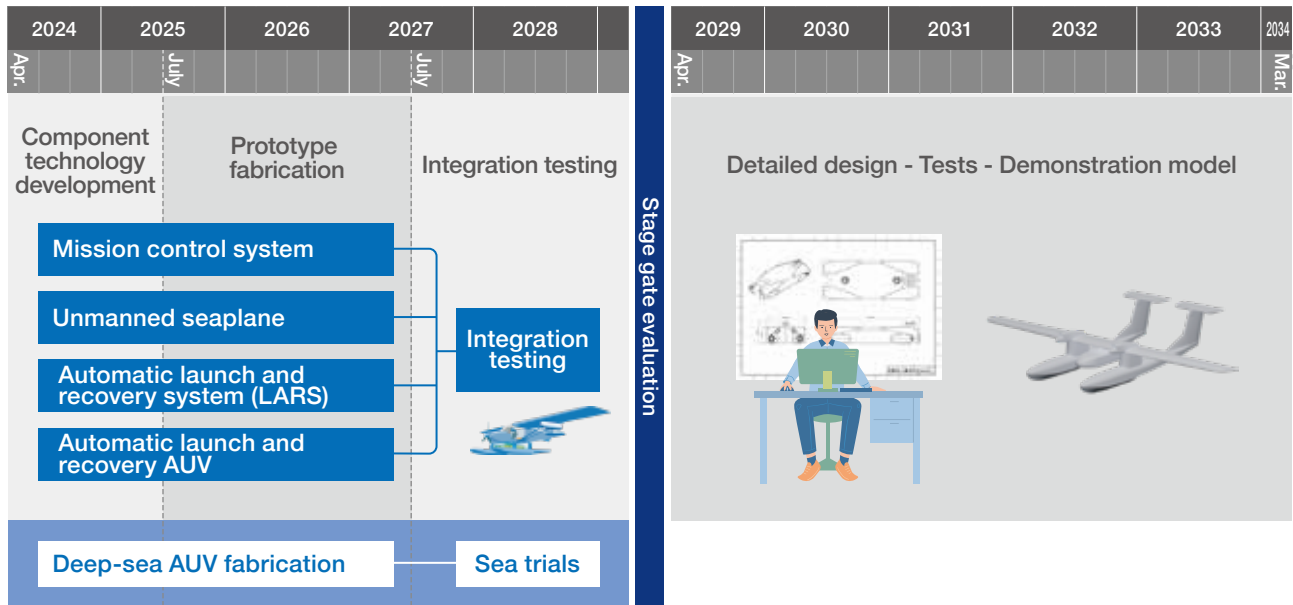 2024 2025 2026 2027 2028
2029 2030 2031 2032 2033 2034
Apr. July July
Apr. Mar.
Component
technology
development
Prototype
fabrication
Integration testing
Detailed design - Tests - Demonstration model
Stage gate evaluation
Mission control system
Unmanned seaplane
Automatic launch and
recovery system (LARS)
Automatic launch and
recovery AUV
Integration
testing
Deep-sea AUV fabrication
Sea trials